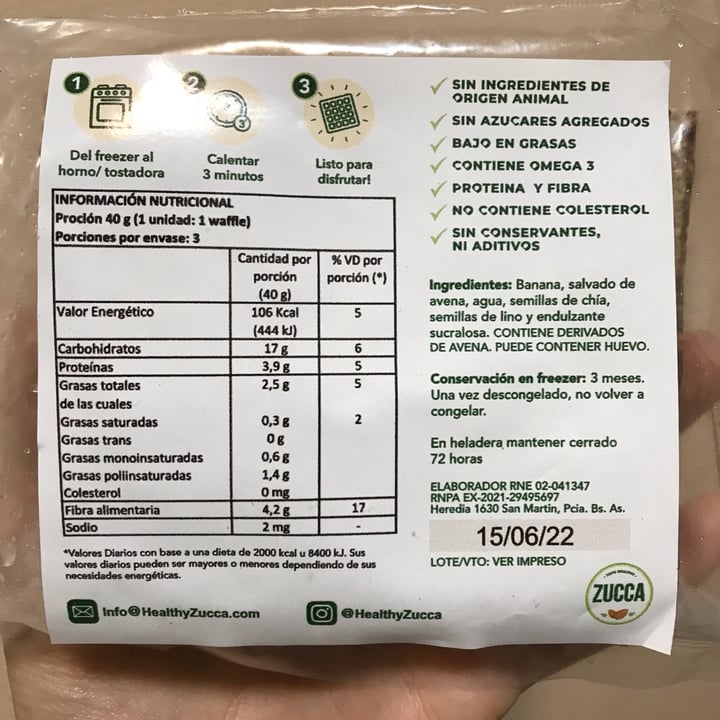 1
2
3
3
Del freezer al
horno/ tostadora
Calentar
3 minutos
Listo para
disfrutar!
INFORMACIÓN NUTRICIONAL
Proción 40 g (1 unidad: 1 waffle)
Porciones por envase: 3
Cantidad por porción (40 g) % VD por porción (*)
Valor Energético 106 Kcal (444 kJ) 5
Carbohidratos 17 g 6
Proteínas 3,9 g 5
Grasas totales 2,5 g 5
de las cuales
Grasas saturadas 0,3 g 2
Grasas trans 0 g
Grasas monoinsaturadas 0,6 g
Grasas poliinsaturadas 1,4 g
Colesterol 0 mg
Fibra alimentaria 4,2 g 17
Sodio 2 mg -
*Valores Diarios con base a una dieta de 2000 kcal u 8400 kJ. Sus
valores diarios pueden ser mayores o menores dependiendo de sus
necesidades energéticas.
Info@HealthyZucca.com
@HealthyZucca
SIN INGREDIENTES DE
ORIGEN ANIMAL
SIN AZUCARES AGREGADOS
BAJO EN GRASAS
CONTIENE OMEGA 3
PROTEINA Y FIBRA
NO CONTIENE COLESTEROL
SIN CONSERVANTES,
NI ADITIVOS
Ingredientes: Banana, salvado de
avena, agua, semillas de chía,
semillas de lino y endulzante
sucralosa. CONTIENE DERIVADOS
DE AVENA. PUEDE CONTENER HUEVO.
Conservación en freezer: 3 meses.
Una vez descongelado, no volver a
congelar.
En heladera mantener cerrado
72 horas
ELABORADOR RNE 02-041347
RNPA EX-2021-29495697
Heredia 1630 San Martin, Pcia. Bs. As.
15/06/22
LOTE/VTO: VER IMPRESO
ZUCCA